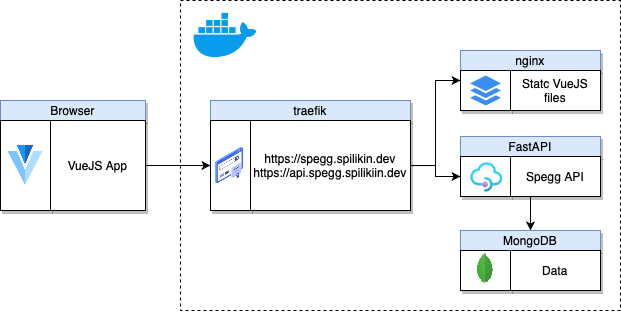 Browser
VueJS App
traefik
https://spegg.spilikin.dev
https://api.spegg.spilikiin.dev
nginx
Statc VueJS
files
FastAPI
Spegg API
MongoDB
Data